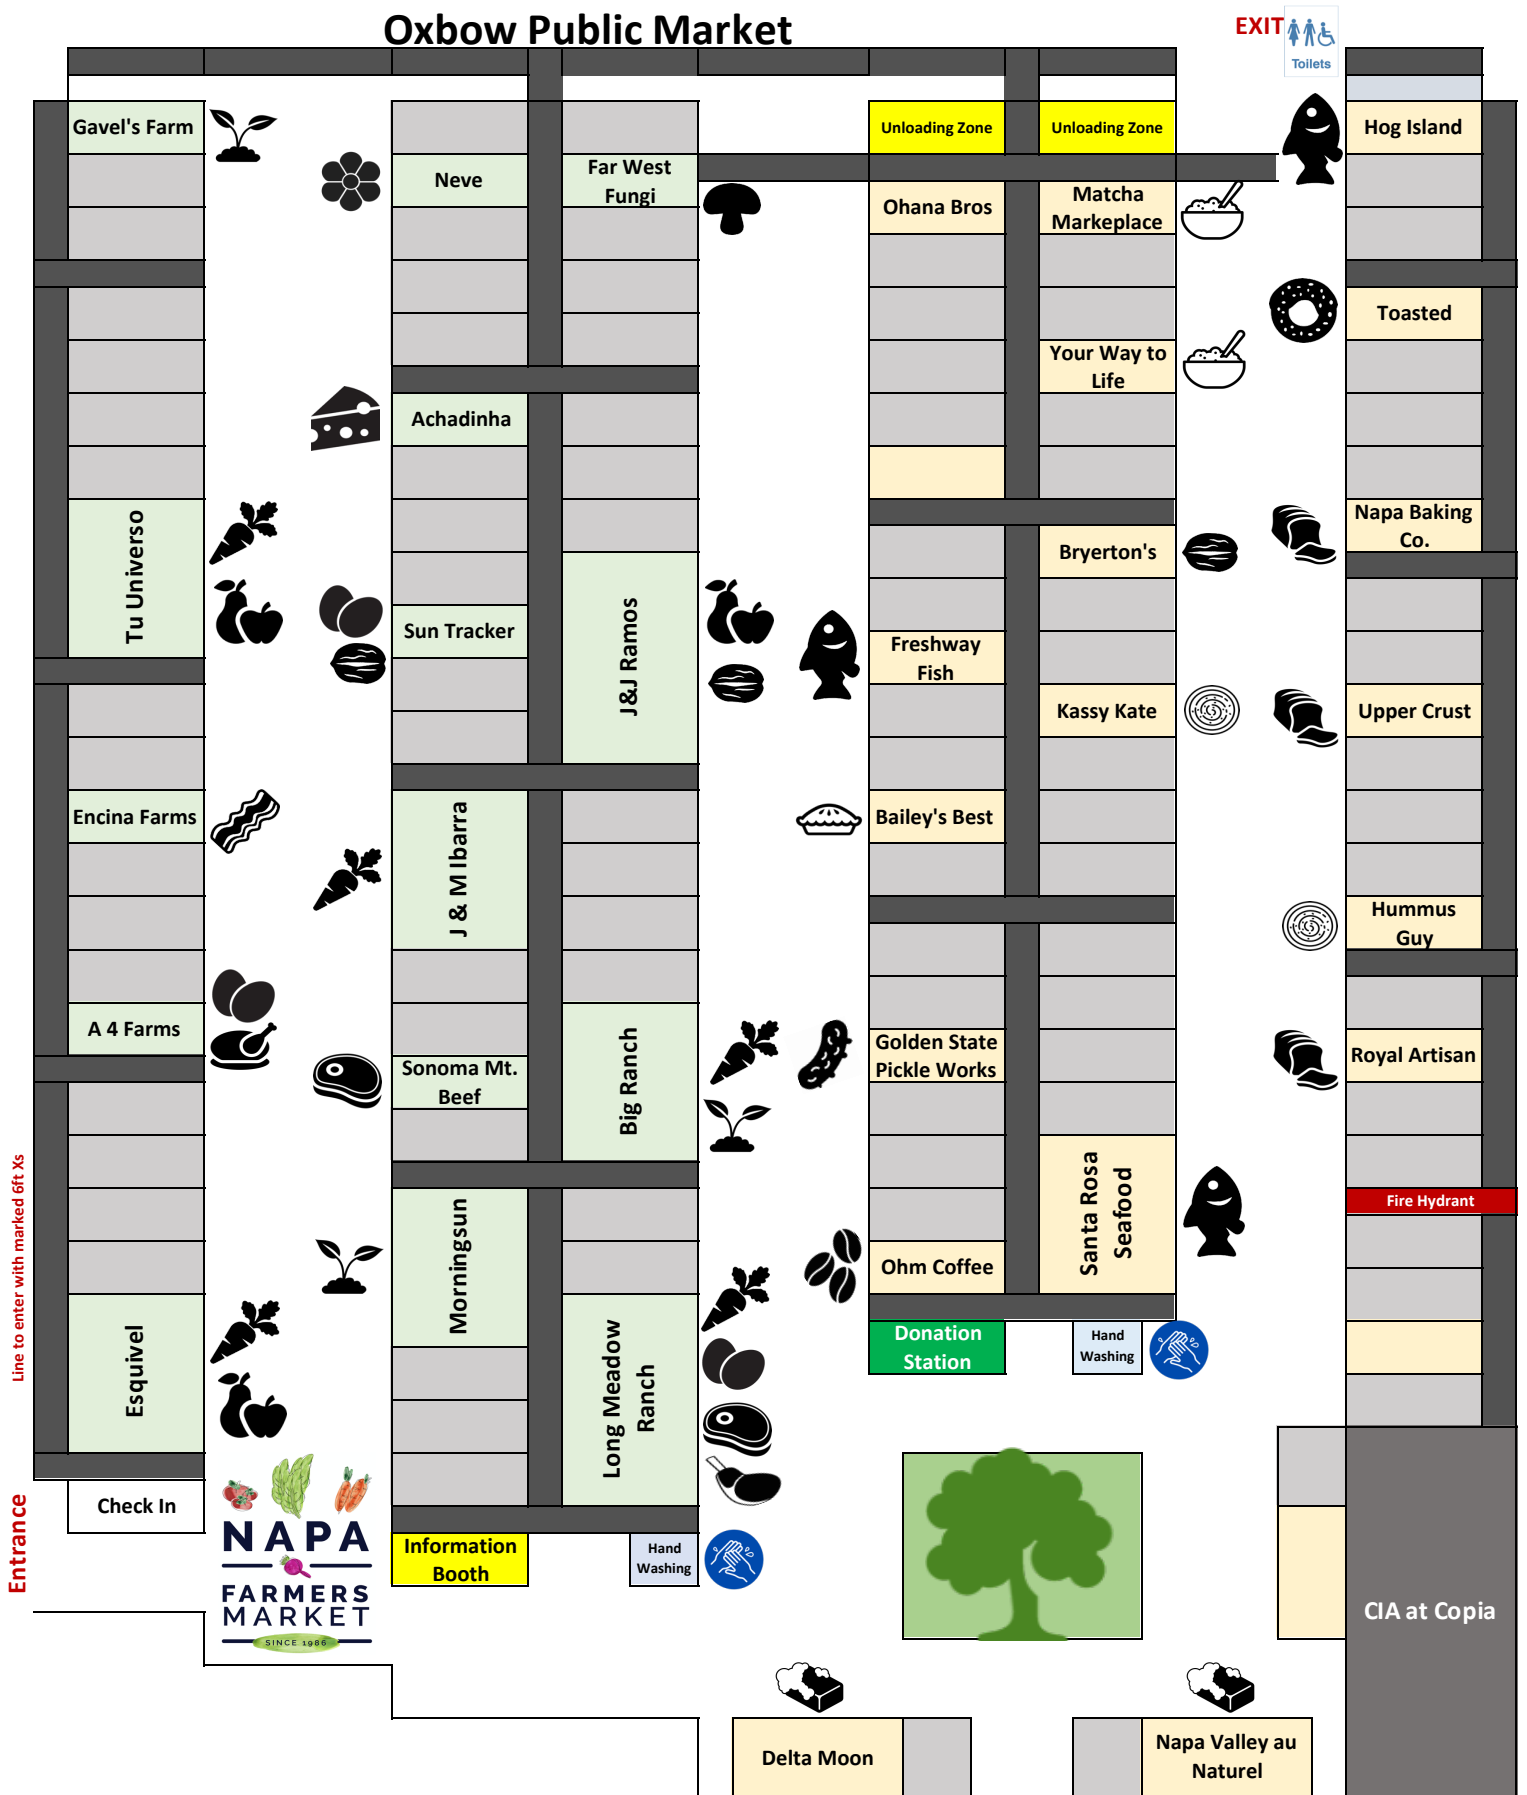 Oxbow Public Market
EXIT
Toilets
Gavel's Farm
Unloading Zone
Unloading Zone
Hog Island
Neve
Far West
Fungi
Ohana Bros
Matcha
Markeplace
Toasted
Your Way to
Life
Achadinha
Tu Universo
Napa Baking
Co.
Bryerton's
Sun Tracker
J&J Ramos
Freshway
Fish
Kassy Kate
Upper Crust
Encina Farms
J & M Ibarra
Bailey's Best
Hummus
Guy
A 4 Farms
Sonoma Mt.
Beef
Big Ranch
Golden State
Pickle Works
Royal Artisan
Line to enter with marked 6ft Xs
Morningsun
Santa Rosa
Seafood
Fire Hydrant
Ohm Coffee
Esquivel
Long Meadow
Ranch
Donation
Station
Hand
Washing
Entrance
Check In
NAPA
FARMERS
MARKET
SINCE 1986
Information
Booth
Hand
Washing
CIA at Copia
Delta Moon
Napa Valley au
Naturel